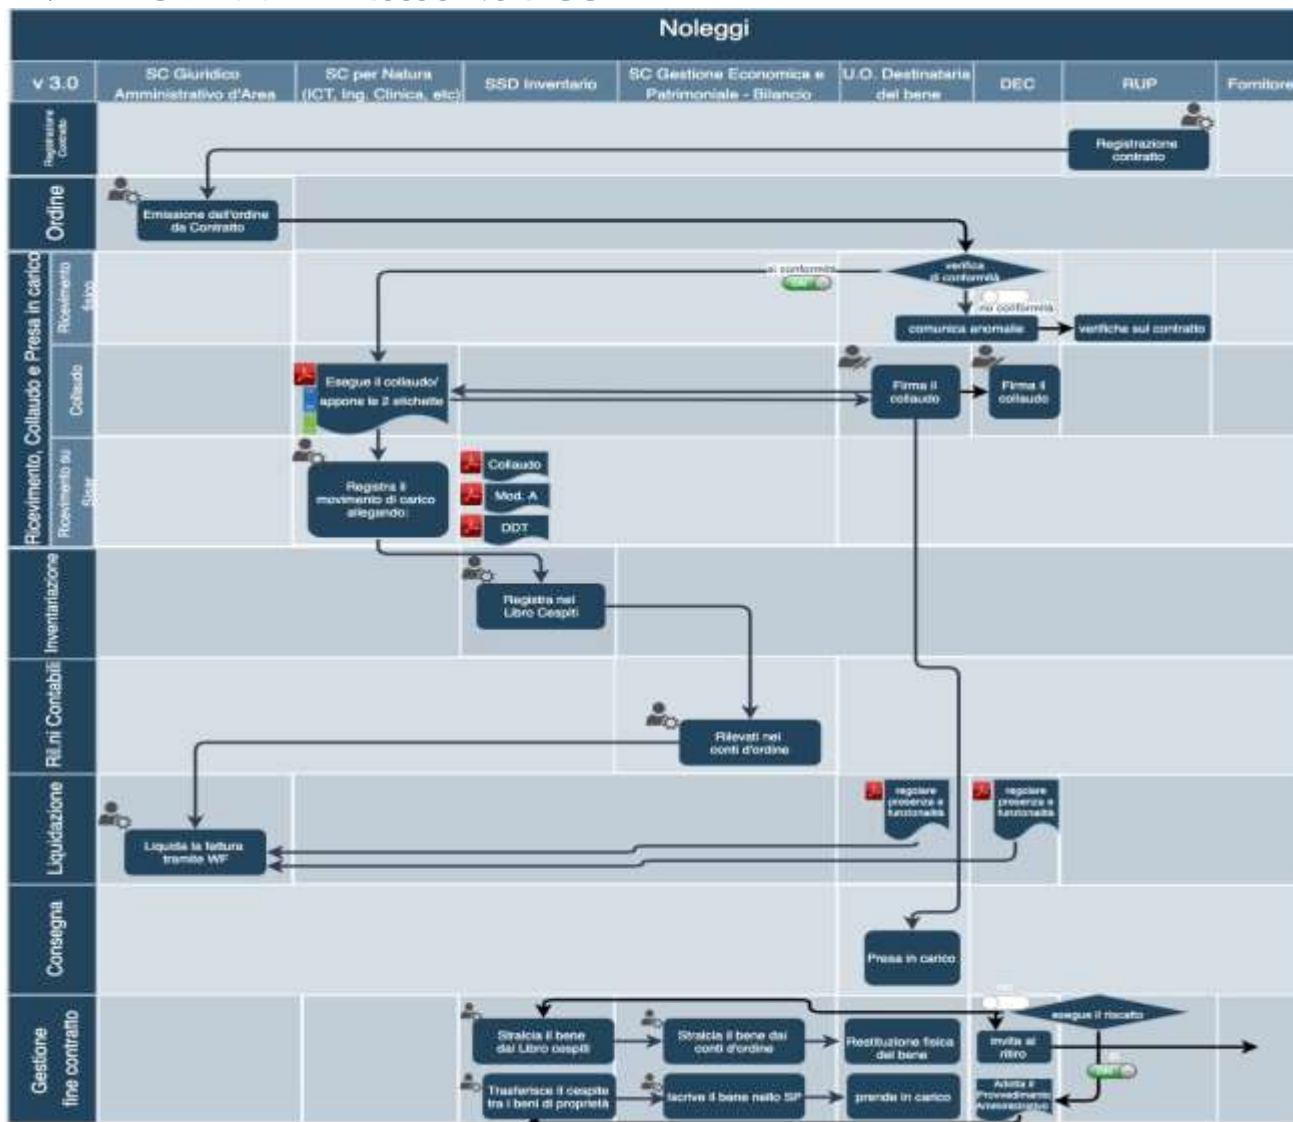 Noleggi
v 3.0
SC Giuridico
Amministrativo d'Area
SC per Natura
(ICT, Ing. Clinica, etc)
SSD Inventario
SC Gestione Economica e
Patrimoniale - Bilancio
U.O. Destinataria
del bene
DEC
RUP
Fornitore
Registrazione
Contratto
Registrazione
contratto
Ordine
Emissione dell'ordine
da Contratto
Ricevimento, Collaudo e Presa in carico
Ricevimento
verifica
di conformità
si conformità
no conformità
comunica anomalie
verifiche sul contratto
Collaudo
Esegue il collaudo/
appone le 2 etichette
Firma il
collaudo
Firma il
collaudo
Ricevimento su
Registra il
movimento di carico
allegando:
Collaudo
Mod. A
DDT
Inventariazione
Registra nel
Libro Cespiti
Ril.ni Contabili
Rilevati nei
conti d'ordine
Liquidazione
Liquida la fattura
tramite WF
regolare
presenza e
funzionalità
regolare
presenza e
funzionalità
Consegna
Presa in carico
Gestione
fine contratto
esegue il riscatto
Stralcia il bene
dal Libro cespiti
Stralcia il bene dai
conti d'ordine
Restituzione fisica
del bene
Invita al
ritiro
Trasferisce il cespite
tra i beni di proprietà
Iscrive il bene nello SP
prende in carico
Adotta il
Provvedimento
Amministrativo